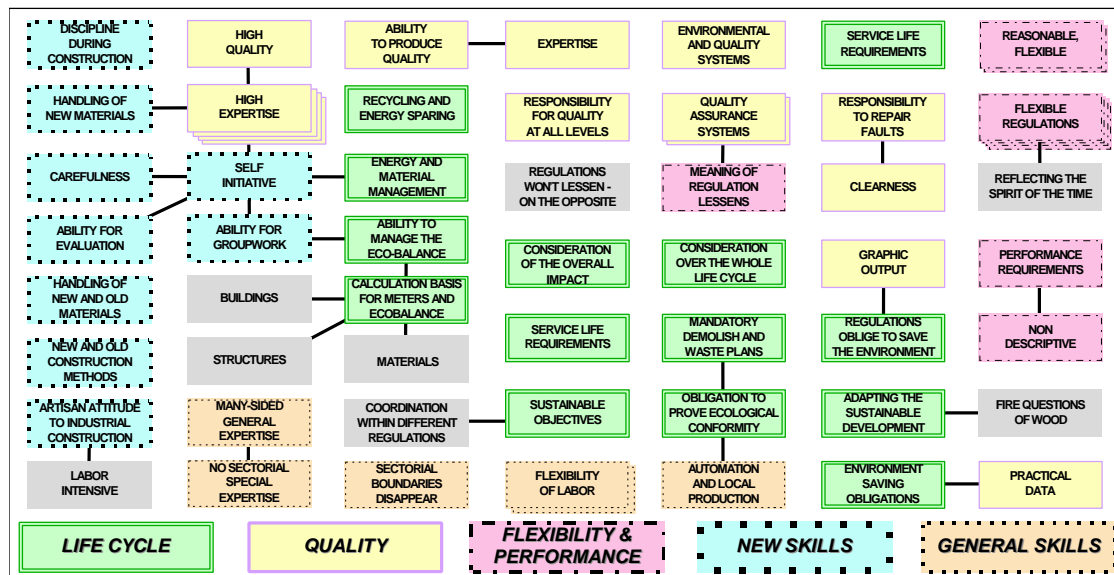 DISCIPLINE
DURING
CONSTRUCTION
HIGH
QUALITY
ABILITY
TO PRODUCE
QUALITY
EXPERTISE
ENVIRONMENTAL
AND QUALITY
SYSTEMS
SERVICE LIFE
REQUIREMENTS
REASONABLE,
FLEXIBLE
HANDLING OF
NEW MATERIALS
HIGH
EXPERTISE
RECYCLING AND
ENERGY SPARING
RESPONSIBILITY
FOR QUALITY
AT ALL LEVELS
QUALITY
ASSURANCE
SYSTEMS
RESPONSIBILITY
TO REPAIR
FAULTS
FLEXIBLE
REGULATIONS
CAREFULNESS
SELF
INITIATIVE
ENERGY AND
MATERIAL
MANAGEMENT
REGULATIONS
WON'T LESSEN -
ON THE OPPOSITE
MEANING OF
REGULATION
LESSENS
CLEARNESS
REFLECTING THE
SPIRIT OF THE TIME
ABILITY FOR
EVALUATION
ABILITY FOR
GROUPWORK
ABILITY TO
MANAGE THE
ECO-BALANCE
CONSIDERATION
OF THE OVERALL
IMPACT
CONSIDERATION
OVER THE WHOLE
LIFE CYCLE
GRAPHIC
OUTPUT
PERFORMANCE
REQUIREMENTS
HANDLING OF
NEW AND OLD
MATERIALS
BUILDINGS
CALCULATION BASIS
FOR METERS AND
ECOBALANCE
SERVICE LIFE
REQUIREMENTS
MANDATORY
DEMOLISH AND
WASTE PLANS
REGULATIONS
OBLIGE TO SAVE
THE ENVIRONMENT
NON
DESCRIPTIVE
NEW AND OLD
CONSTRUCTION
METHODS
STRUCTURES
MATERIALS
ARTISAN ATTITUDE
TO INDUSTRIAL
CONSTRUCTION
MANY-SIDED
GENERAL
EXPERTISE
COORDINATION
WITHIN DIFFERENT
REGULATIONS
SUSTAINABLE
OBJECTIVES
OBLIGATION TO
PROVE ECOLOGICAL
CONFORMITY
ADAPTING THE
SUSTAINABLE
DEVELOPMENT
FIRE QUESTIONS
OF WOOD
LABOR
INTENSIVE
NO SECTORIAL
SPECIAL
EXPERTISE
SECTORIAL
BOUNDARIES
DISAPPEAR
FLEXIBILITY
OF LABOR
AUTOMATION
AND LOCAL
PRODUCTION
ENVIRONMENT
SAVING
OBLIGATIONS
PRACTICAL
DATA
LIFE CYCLE
QUALITY
FLEXIBILITY &
PERFORMANCE
NEW SKILLS
GENERAL SKILLS